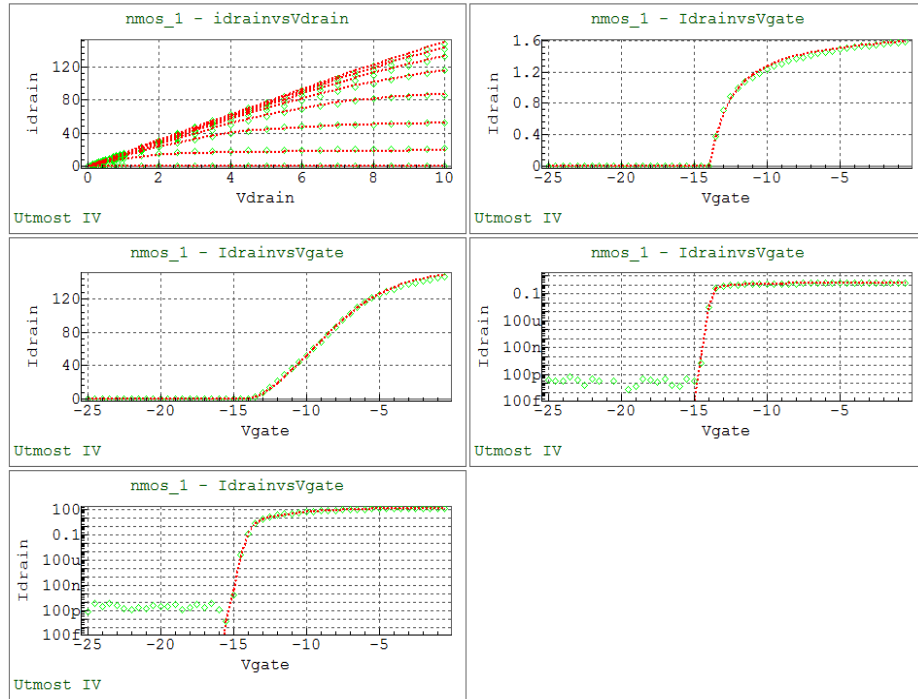 nmos_1 - idrainvsVdrain
idrain
120
80
40
0
0 2 4 6 8 10
Vdrain
Utmost IV
nmos_1 - IdrainvsVgate
Idrain
1.6
1.2
0.8
0.4
0
-25 -20 -15 -10 -5
Vgate
Utmost IV
nmos_1 - IdrainvsVgate
Idrain
120
80
40
0
-25 -20 -15 -10 -5
Vgate
Utmost IV
nmos_1 - IdrainvsVgate
Idrain
0.1
100u
100n
100p
100f
-25 -20 -15 -10 -5
Vgate
Utmost IV
nmos_1 - IdrainvsVgate
Idrain
100
0.1
100u
100n
100p
100f
-25 -20 -15 -10 -5
Vgate
Utmost IV